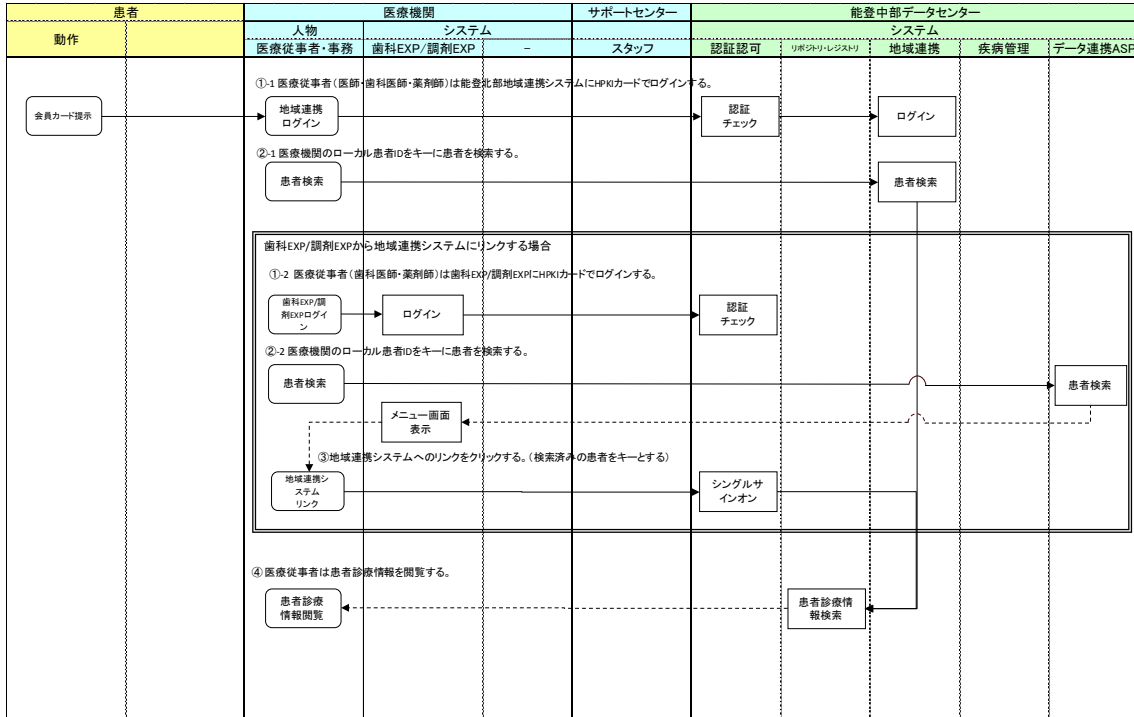 患者
医療機関
サポートセンター
能登中部データセンター
動作
人物
システム
システム
医療従事者・事務
歯科EXP/調剤EXP
－
スタッフ
認証認可
リポジトリ・レジストリ
地域連携
疾病管理
データ連携ASP
①-1 医療従事者（医師・歯科医師・薬剤師）は能登北部地域連携システムにHPKIカードでログインする。
会員カード提示
地域連携
ログイン
認証
チェック
ログイン
②-1 医療機関のローカル患者IDをキーに患者を検索する。
患者検索
患者検索
歯科EXP/調剤EXPから地域連携システムにリンクする場合
①-2 医療従事者（歯科医師・薬剤師）は歯科EXP/調剤EXPにHPKIカードでログインする。
歯科EXP/調
剤EXPログイ
ン
ログイン
認証
チェック
②-2 医療機関のローカル患者IDをキーに患者を検索する。
患者検索
患者検索
メニュー画面
表示
③地域連携システムへのリンクをクリックする。（検索済みの患者をキーとする）
地域連携シ
ステム
リンク
シングルサ
インオン
④ 医療従事者は患者診療情報を閲覧する。
患者診療
情報閲覧
患者診療情
報検索